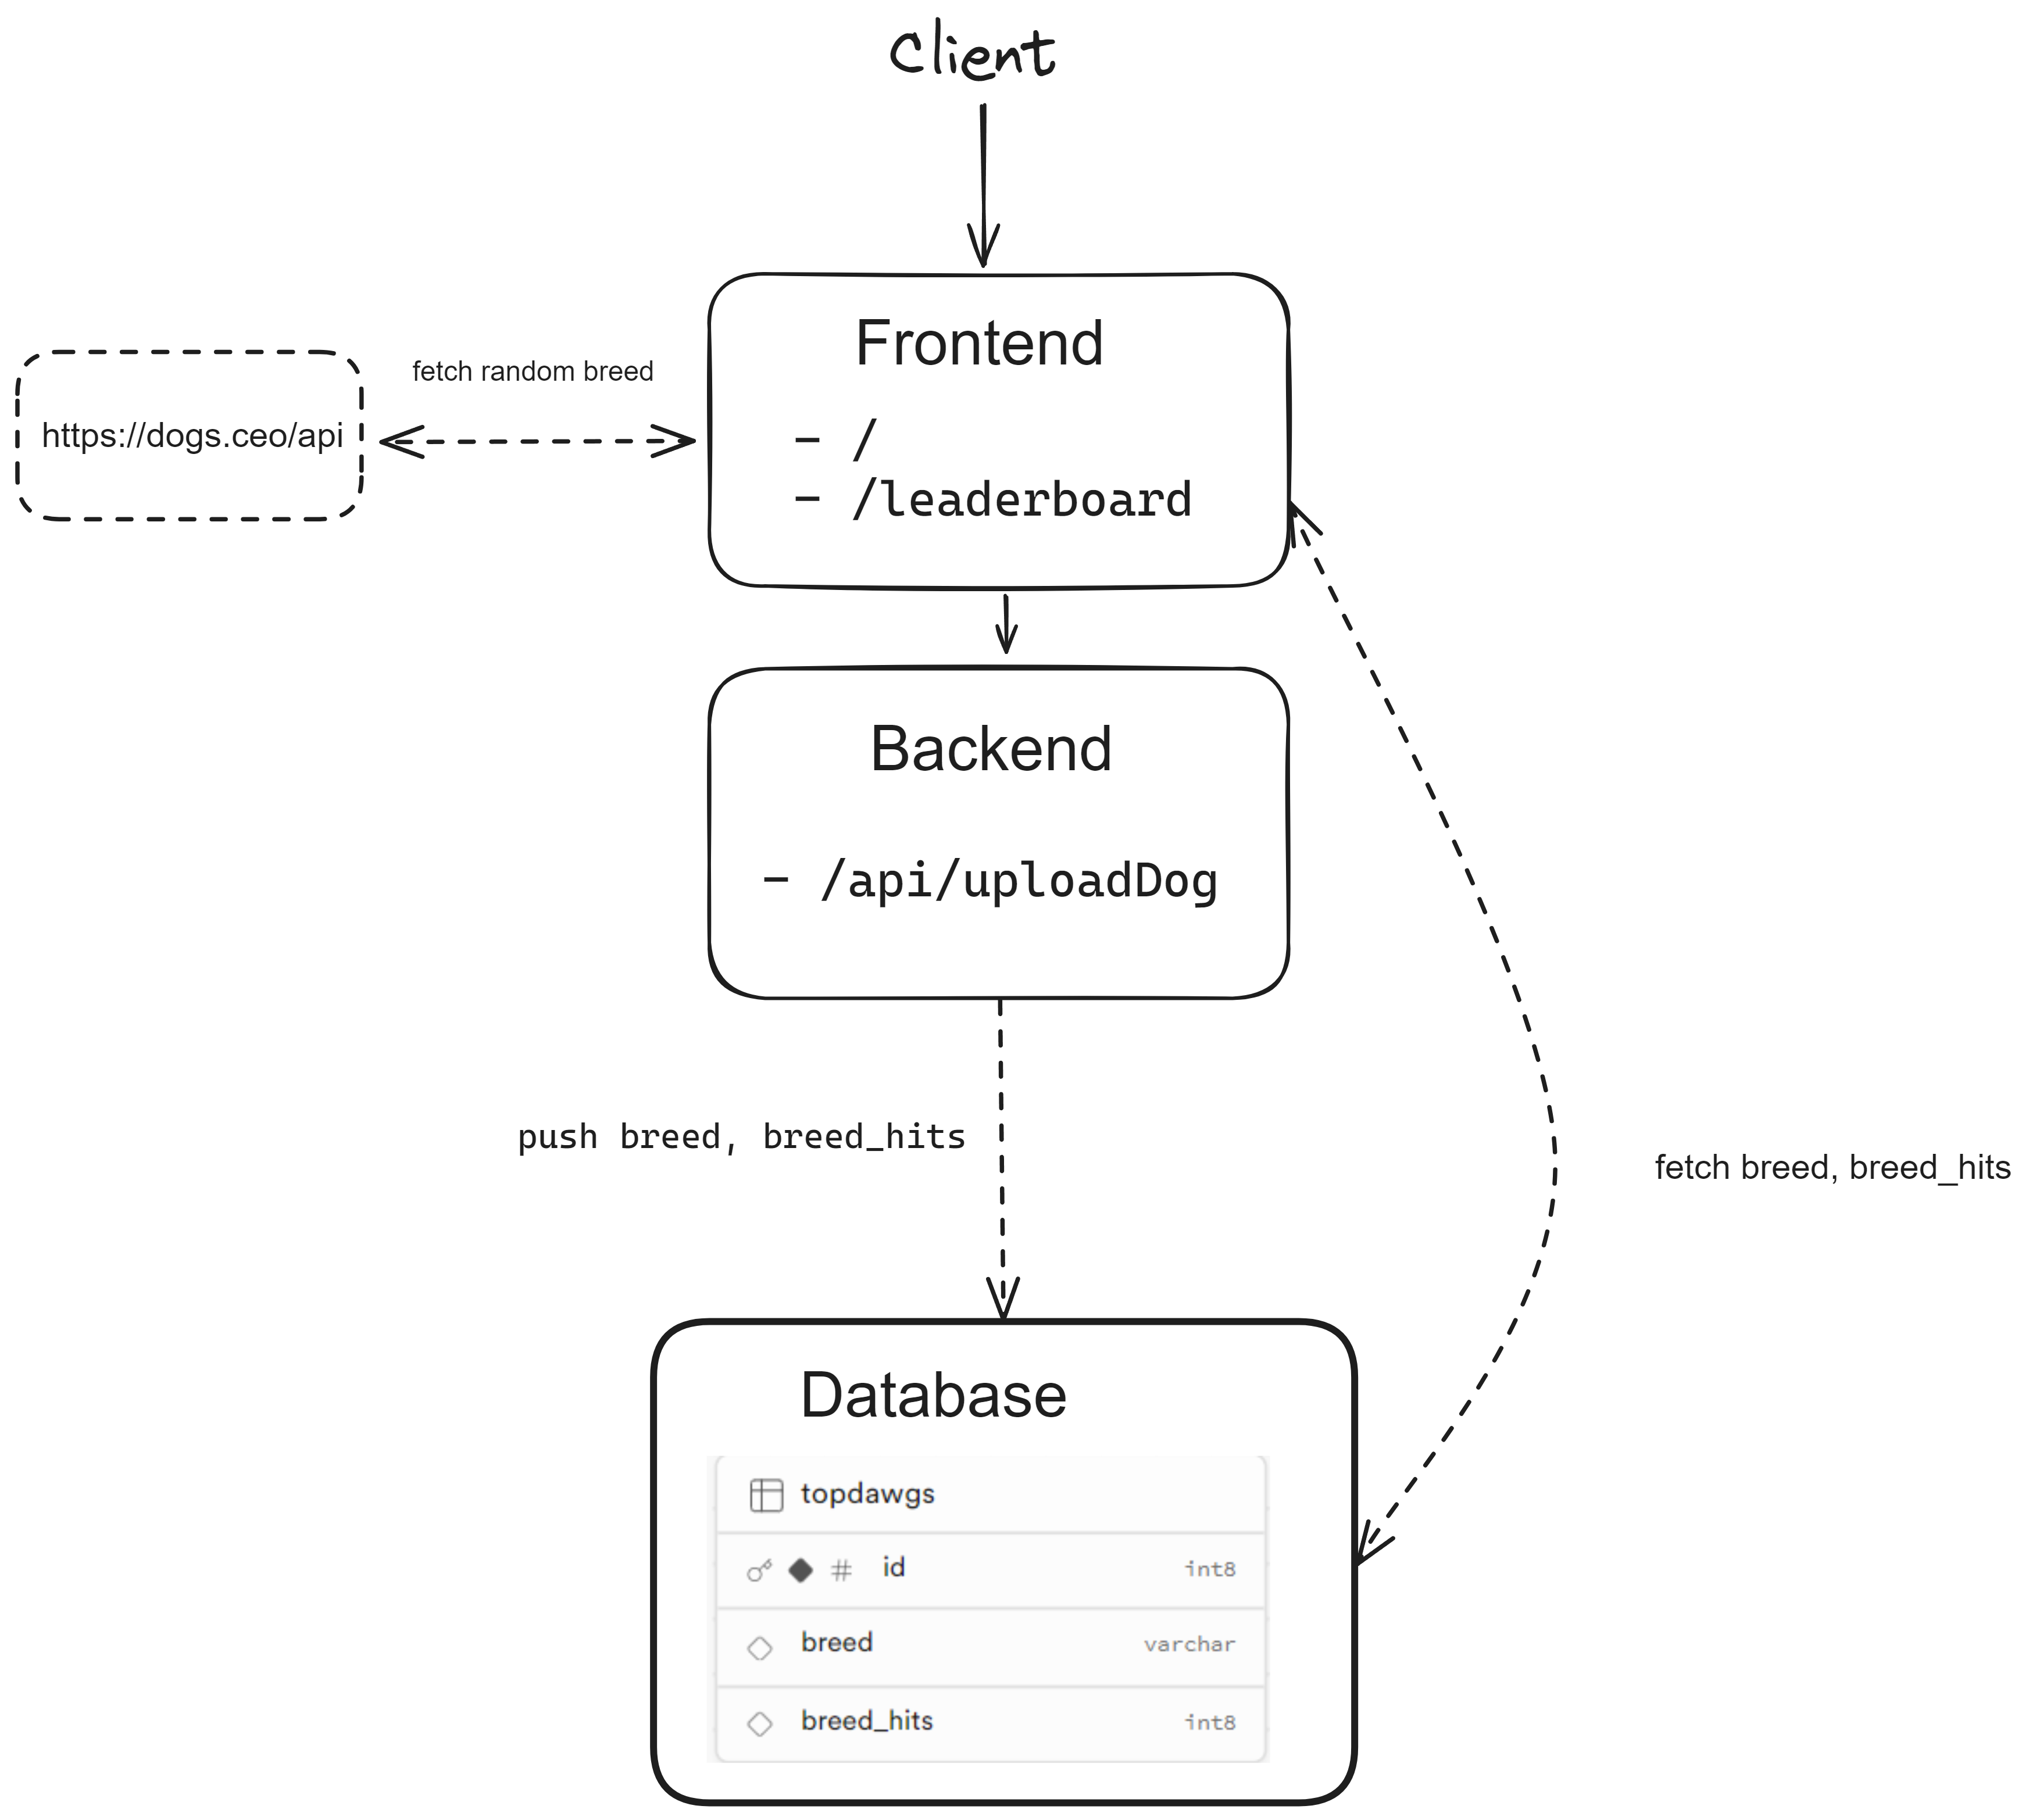 Client
Frontend
- /
- /leaderboard
fetch random breed
https://dogs.ceo/api
Backend
- /api/uploadDog
push breed, breed_hits
fetch breed, breed_hits
Database
topdawgs
# id int8
breed varchar
breed_hits int8